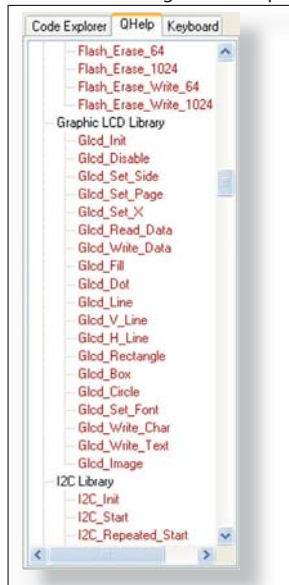 Code Explorer QHelp Keyboard
Flash_Erase_64
Flash_Erase_1024
Flash_Erase_Write_64
Flash_Erase_Write_1024
Graphic LCD Library
Glcd_Init
Glcd_Disable
Glcd_Set_Side
Glcd_Set_Page
Glcd_Set_X
Glcd_Read_Data
Glcd_Write_Data
Glcd_Fill
Glcd_Dot
Glcd_Line
Glcd_V_Line
Glcd_H_Line
Glcd_Rectangle
Glcd_Box
Glcd_Circle
Glcd_Set_Font
Glcd_Write_Char
Glcd_Write_Text
Glcd_Image
I2C Library
I2C_Init
I2C_Start
I2C_Repeated_Start